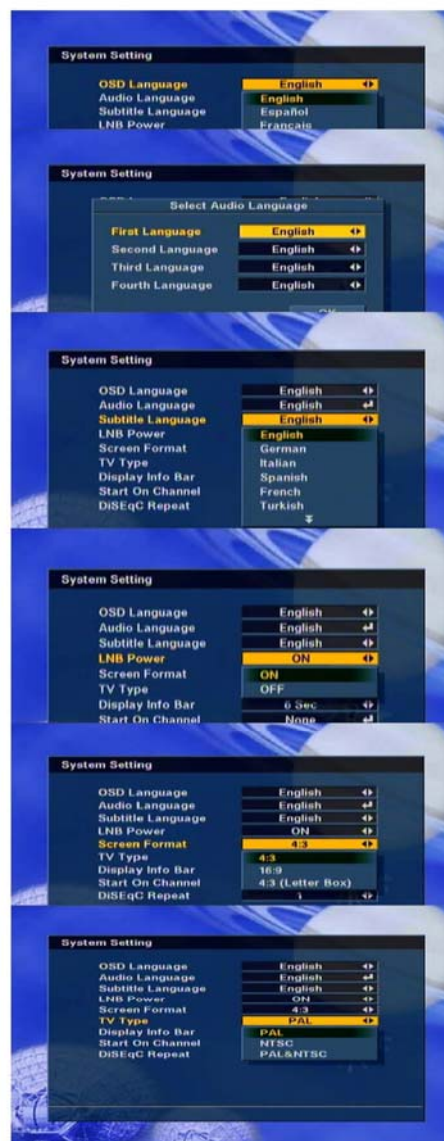 System Setting
OSD Language English
Audio Language English
Subtitle Language Español
LNB Power Français
System Setting
Select Audio Language
First Language English
Second Language English
Third Language English
Fourth Language English
System Setting
OSD Language English
Audio Language English
Subtitle Language English
LNB Power English
Screen Format German
TV Type Italian
Display Info Bar Spanish
Start On Channel French
DiSEqC Repeat Turkish
System Setting
OSD Language English
Audio Language English
Subtitle Language English
LNB Power ON
Screen Format ON
TV Type OFF
Display Info Bar 6 Sec
Start On Channel None
System Setting
OSD Language English
Audio Language English
Subtitle Language English
LNB Power ON
Screen Format 4:3
TV Type 4:3
Display Info Bar 16:9
Start On Channel 4:3 (Letter Box)
DiSEqC Repeat 1
System Setting
OSD Language English
Audio Language English
Subtitle Language English
LNB Power ON
Screen Format 4:3
TV Type PAL
Display Info Bar PAL
Start On Channel NTSC
DiSEqC Repeat PAL&NTSC